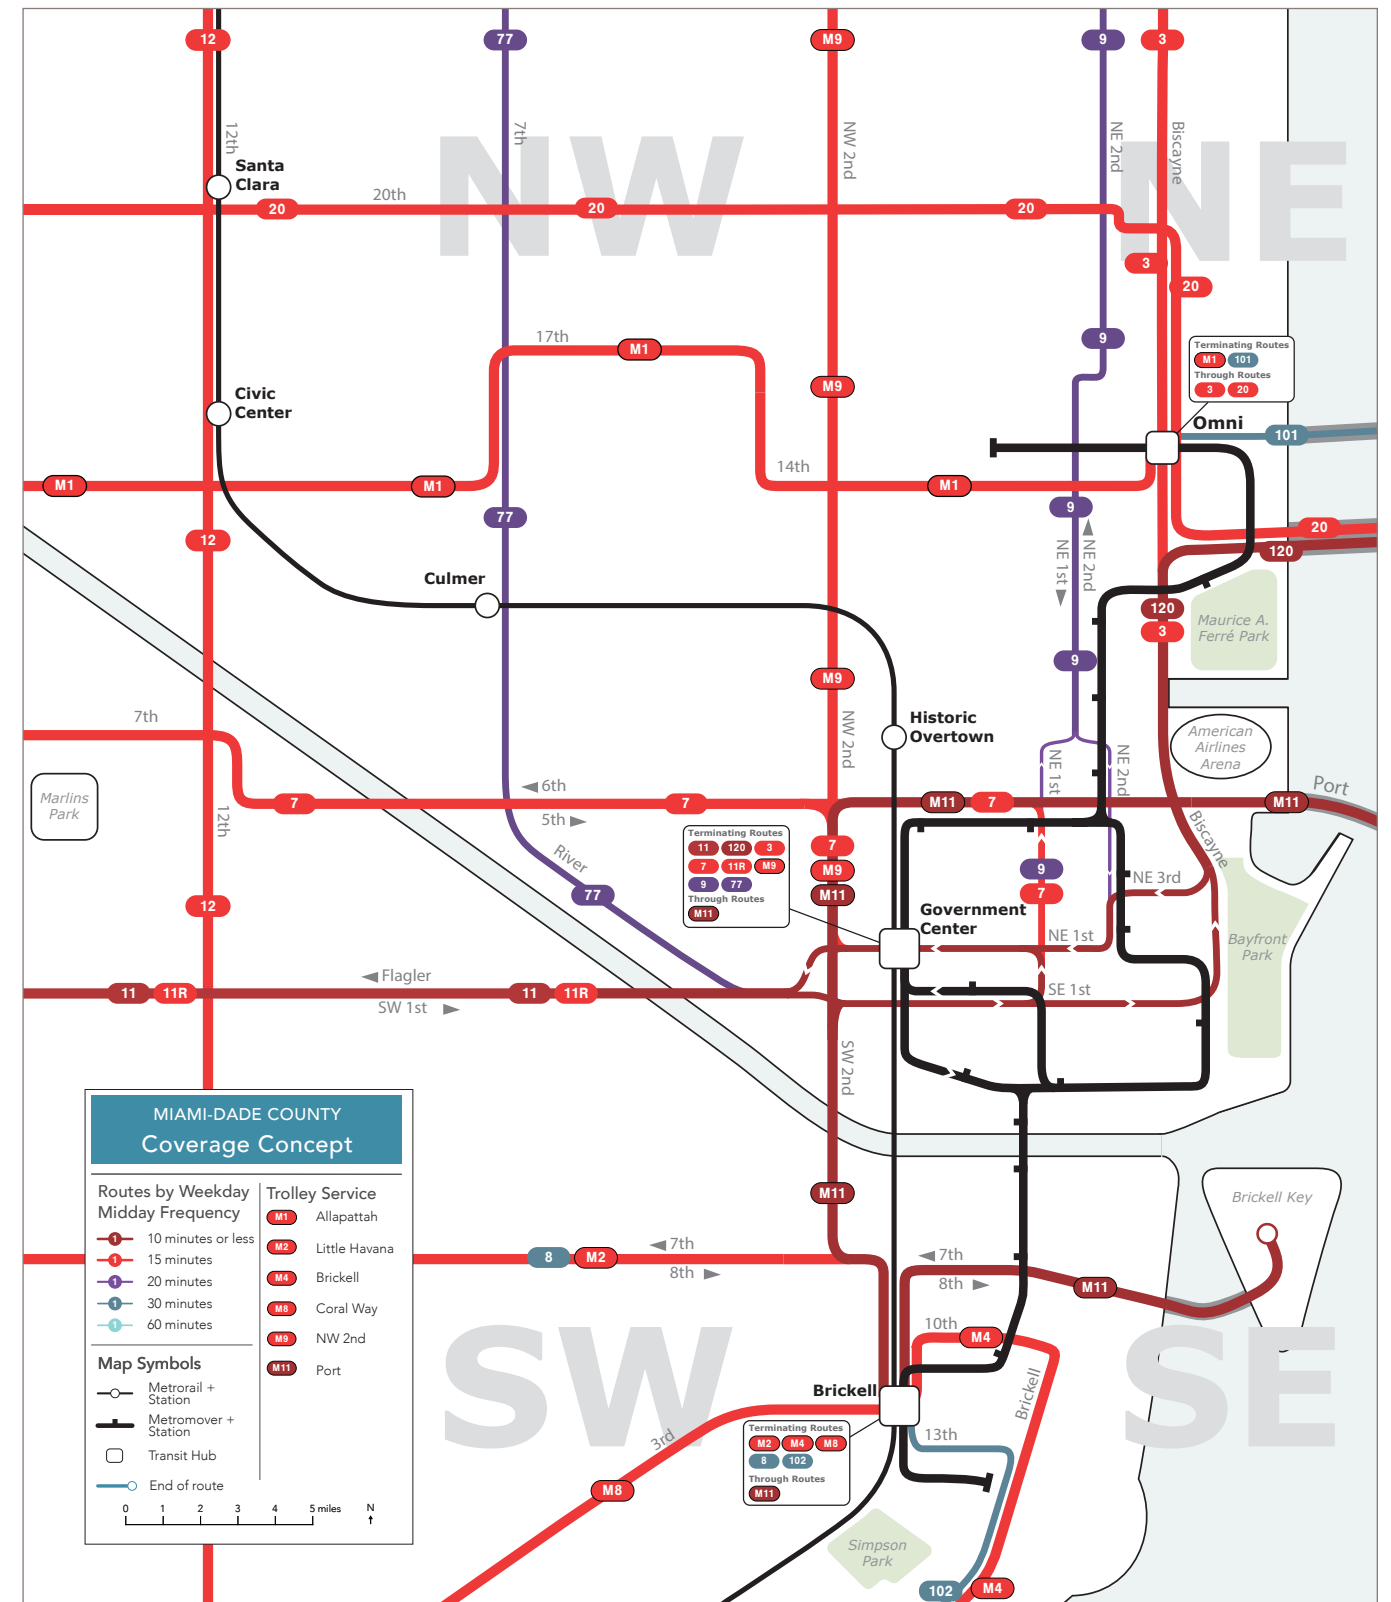 12
77
M9
9
3
12th
7th
NW 2nd
NE 2nd
Biscayne
NW
NE
Santa
Clara
20th
20
20
20
3
20
17th
M1
9
Terminating Routes
M1 101
Through Routes
3 20
M9
Civic
Center
Omni
101
14th
M1
M1
M1
77
9
12
20
120
NE 1st
NE 2nd
Culmer
120
3
Maurice A.
Ferré Park
9
M9
7th
NW 2nd
Historic
Overtown
American
Airlines
Arena
NE 1st
NE 2nd
Marlins
Park
12th
6th
5th
7
7
M11 7
M11
Port
Biscayne
River
Terminating Routes
11 120 3
7 11R M9
9 77
Through Routes
M11
7
M9
M11
9
7
NE 3rd
77
12
Government
Center
NE 1st
Bayfront
Park
Flagler
SW 1st
11 11R
11 11R
SE 1st
SW 2nd
MIAMI-DADE COUNTY
Coverage Concept
Routes by Weekday
Midday Frequency
1 10 minutes or less
1 15 minutes
1 20 minutes
1 30 minutes
1 60 minutes
Map Symbols
Metrorail +
Station
Metromover +
Station
Transit Hub
End of route
0 1 2 3 4 5 miles
N
Trolley Service
M1 Allapattah
M2 Little Havana
M4 Brickell
M8 Coral Way
M9 NW 2nd
M11 Port
M11
Brickell Key
7th
8th
8 M2
7th
8th
M11
10th
M4
SW
SE
Brickell
Brickell
13th
3rd
Terminating Routes
M2 M4 M8
8 102
Through Routes
M11
M8
Simpson
Park
102
M4